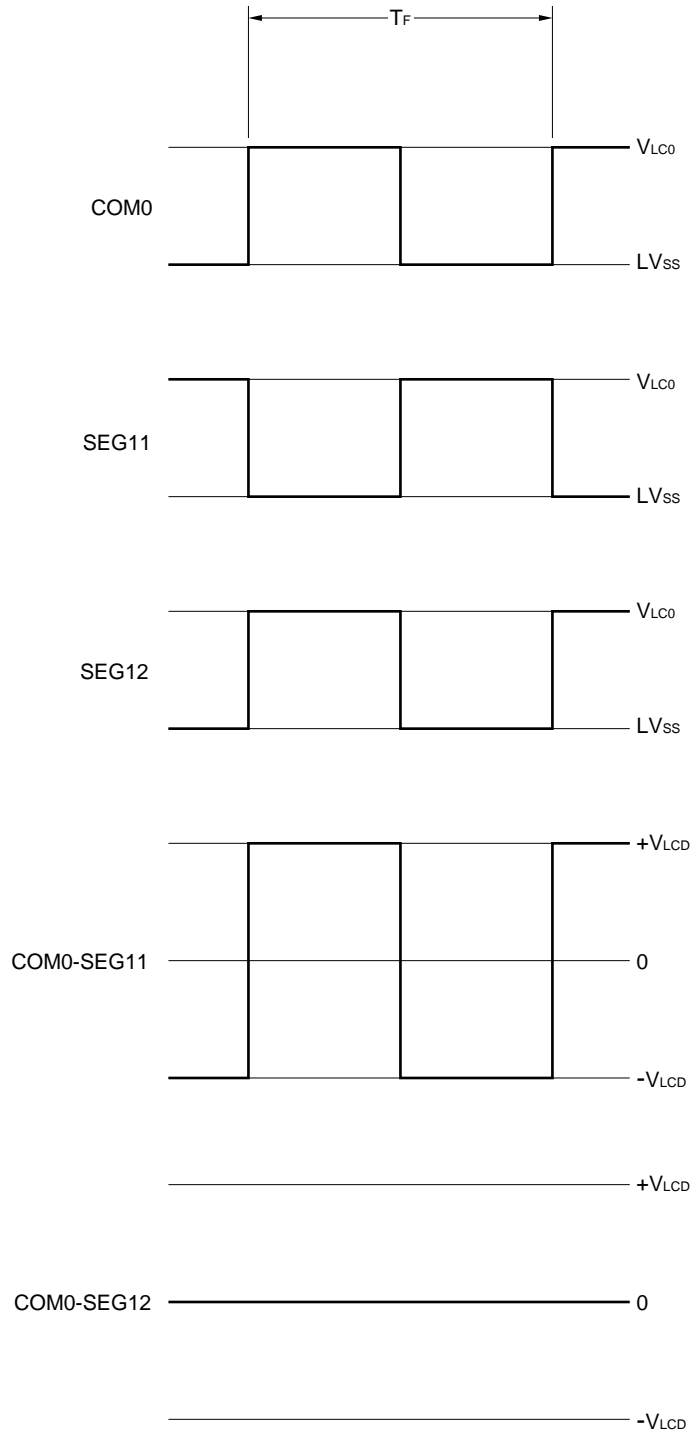 TF
VLC0
COM0
LVSS
VLC0
SEG11
LVSS
VLC0
SEG12
LVSS
+VLCD
COM0-SEG11
0
-VLCD
+VLCD
COM0-SEG12
0
-VLCD